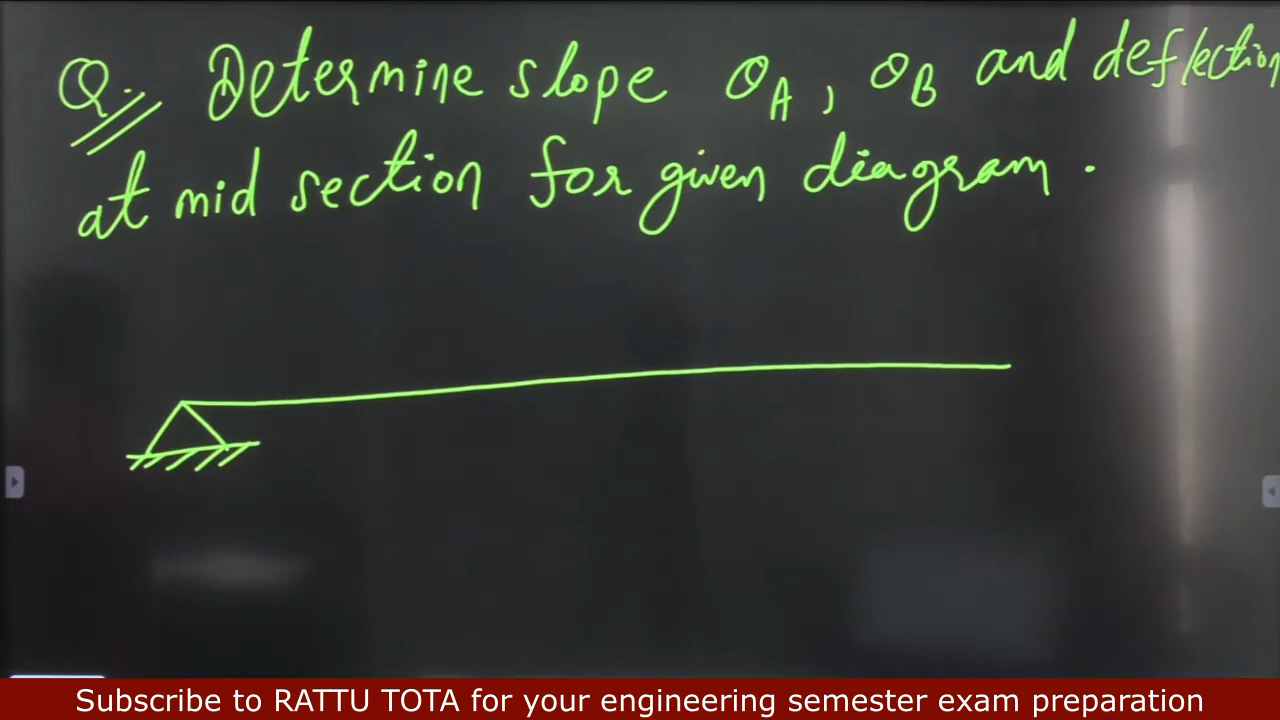 Q. Determine slope θA, θB and deflection
at mid section for given diagram.
Subscribe to RATTU TOTA for your engineering semester exam preparation